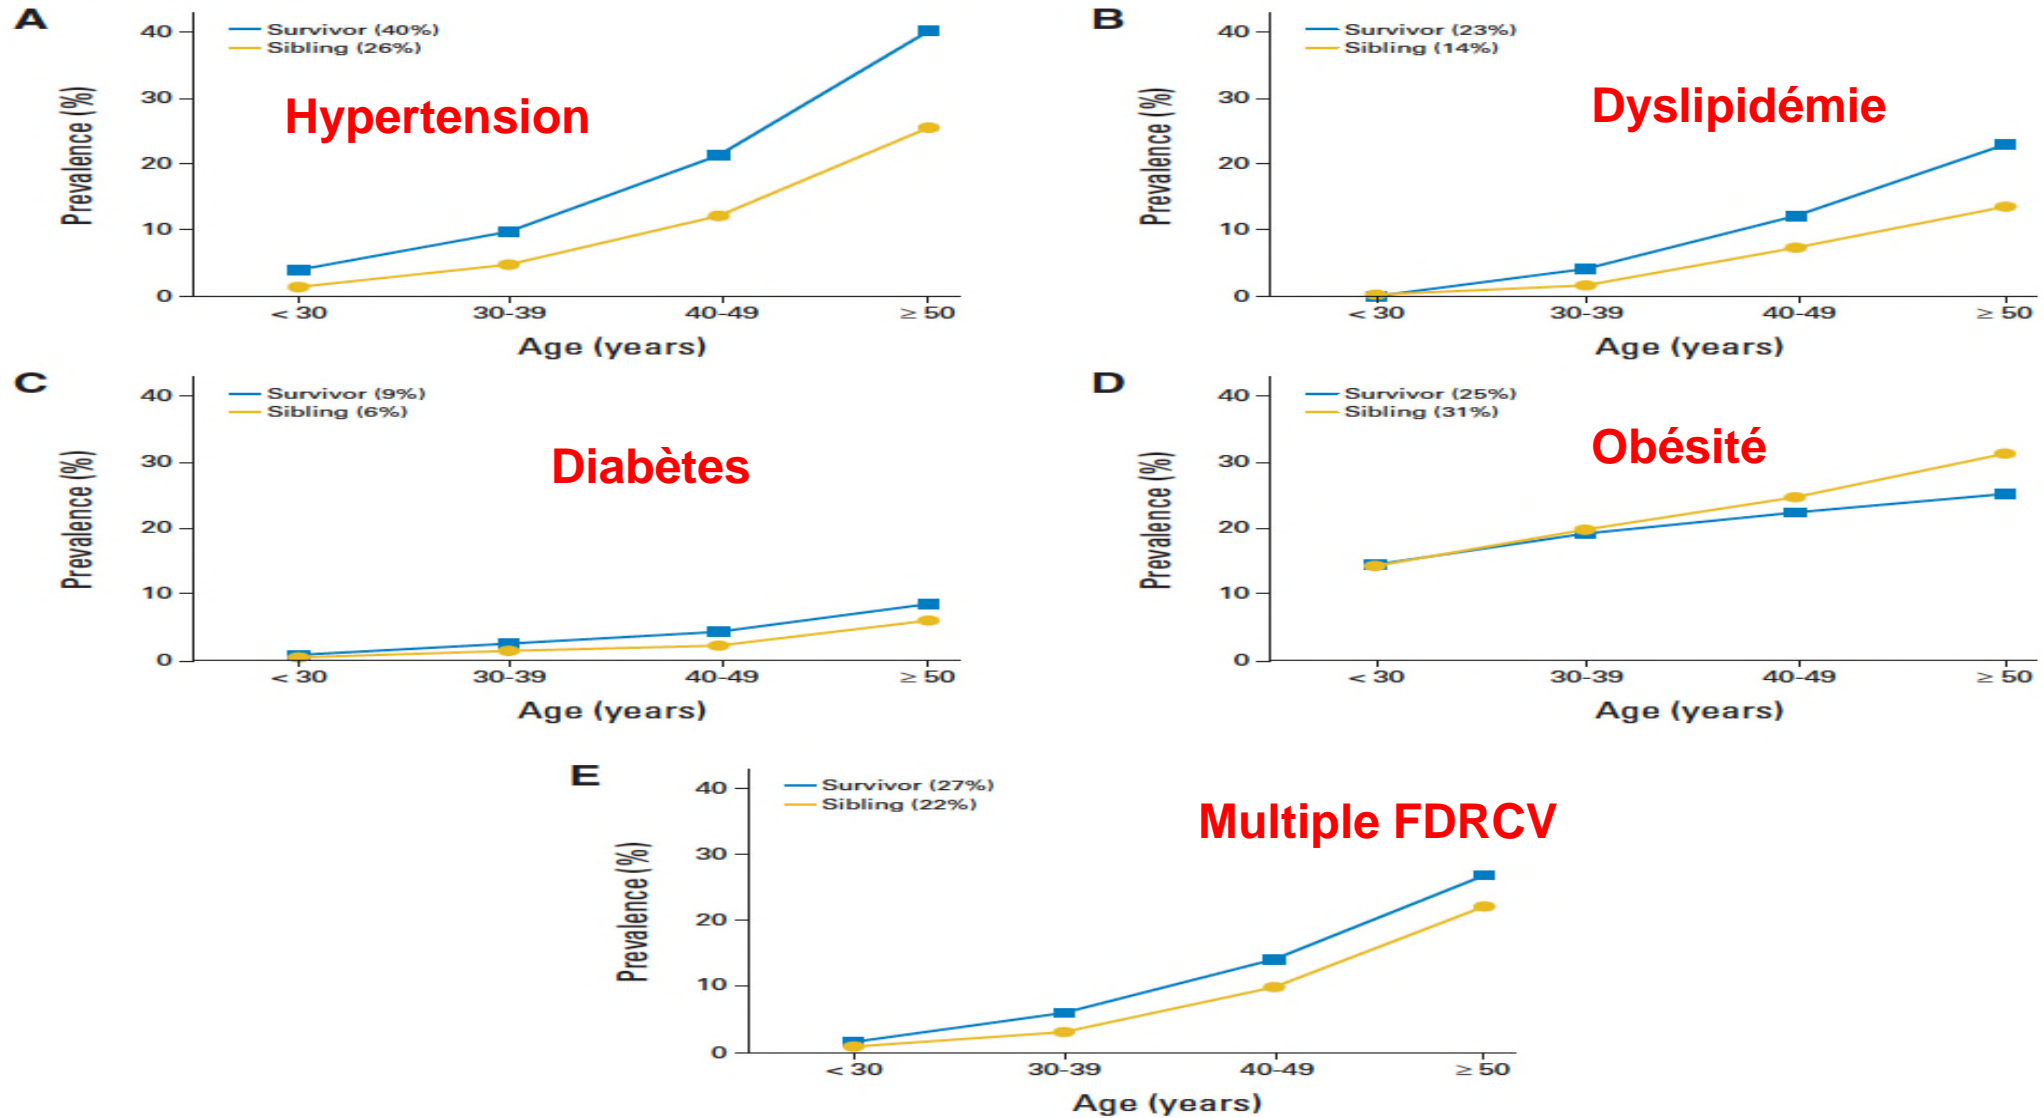 A
Survivor (40%)
Sibling (26%)
Hypertension
Prevalence (%)
40
30
20
10
0
< 30
30-39
40-49
≥ 50
Age (years)
B
Survivor (23%)
Sibling (14%)
Dyslipidémie
Prevalence (%)
40
30
20
10
0
< 30
30-39
40-49
≥ 50
Age (years)
C
Survivor (9%)
Sibling (6%)
Diabètes
Prevalence (%)
40
30
20
10
0
< 30
30-39
40-49
≥ 50
Age (years)
D
Survivor (25%)
Sibling (31%)
Obésité
Prevalence (%)
40
30
20
10
0
< 30
30-39
40-49
≥ 50
Age (years)
E
Survivor (27%)
Sibling (22%)
Multiple FDRCV
Prevalence (%)
40
30
20
10
0
< 30
30-39
40-49
≥ 50
Age (years)